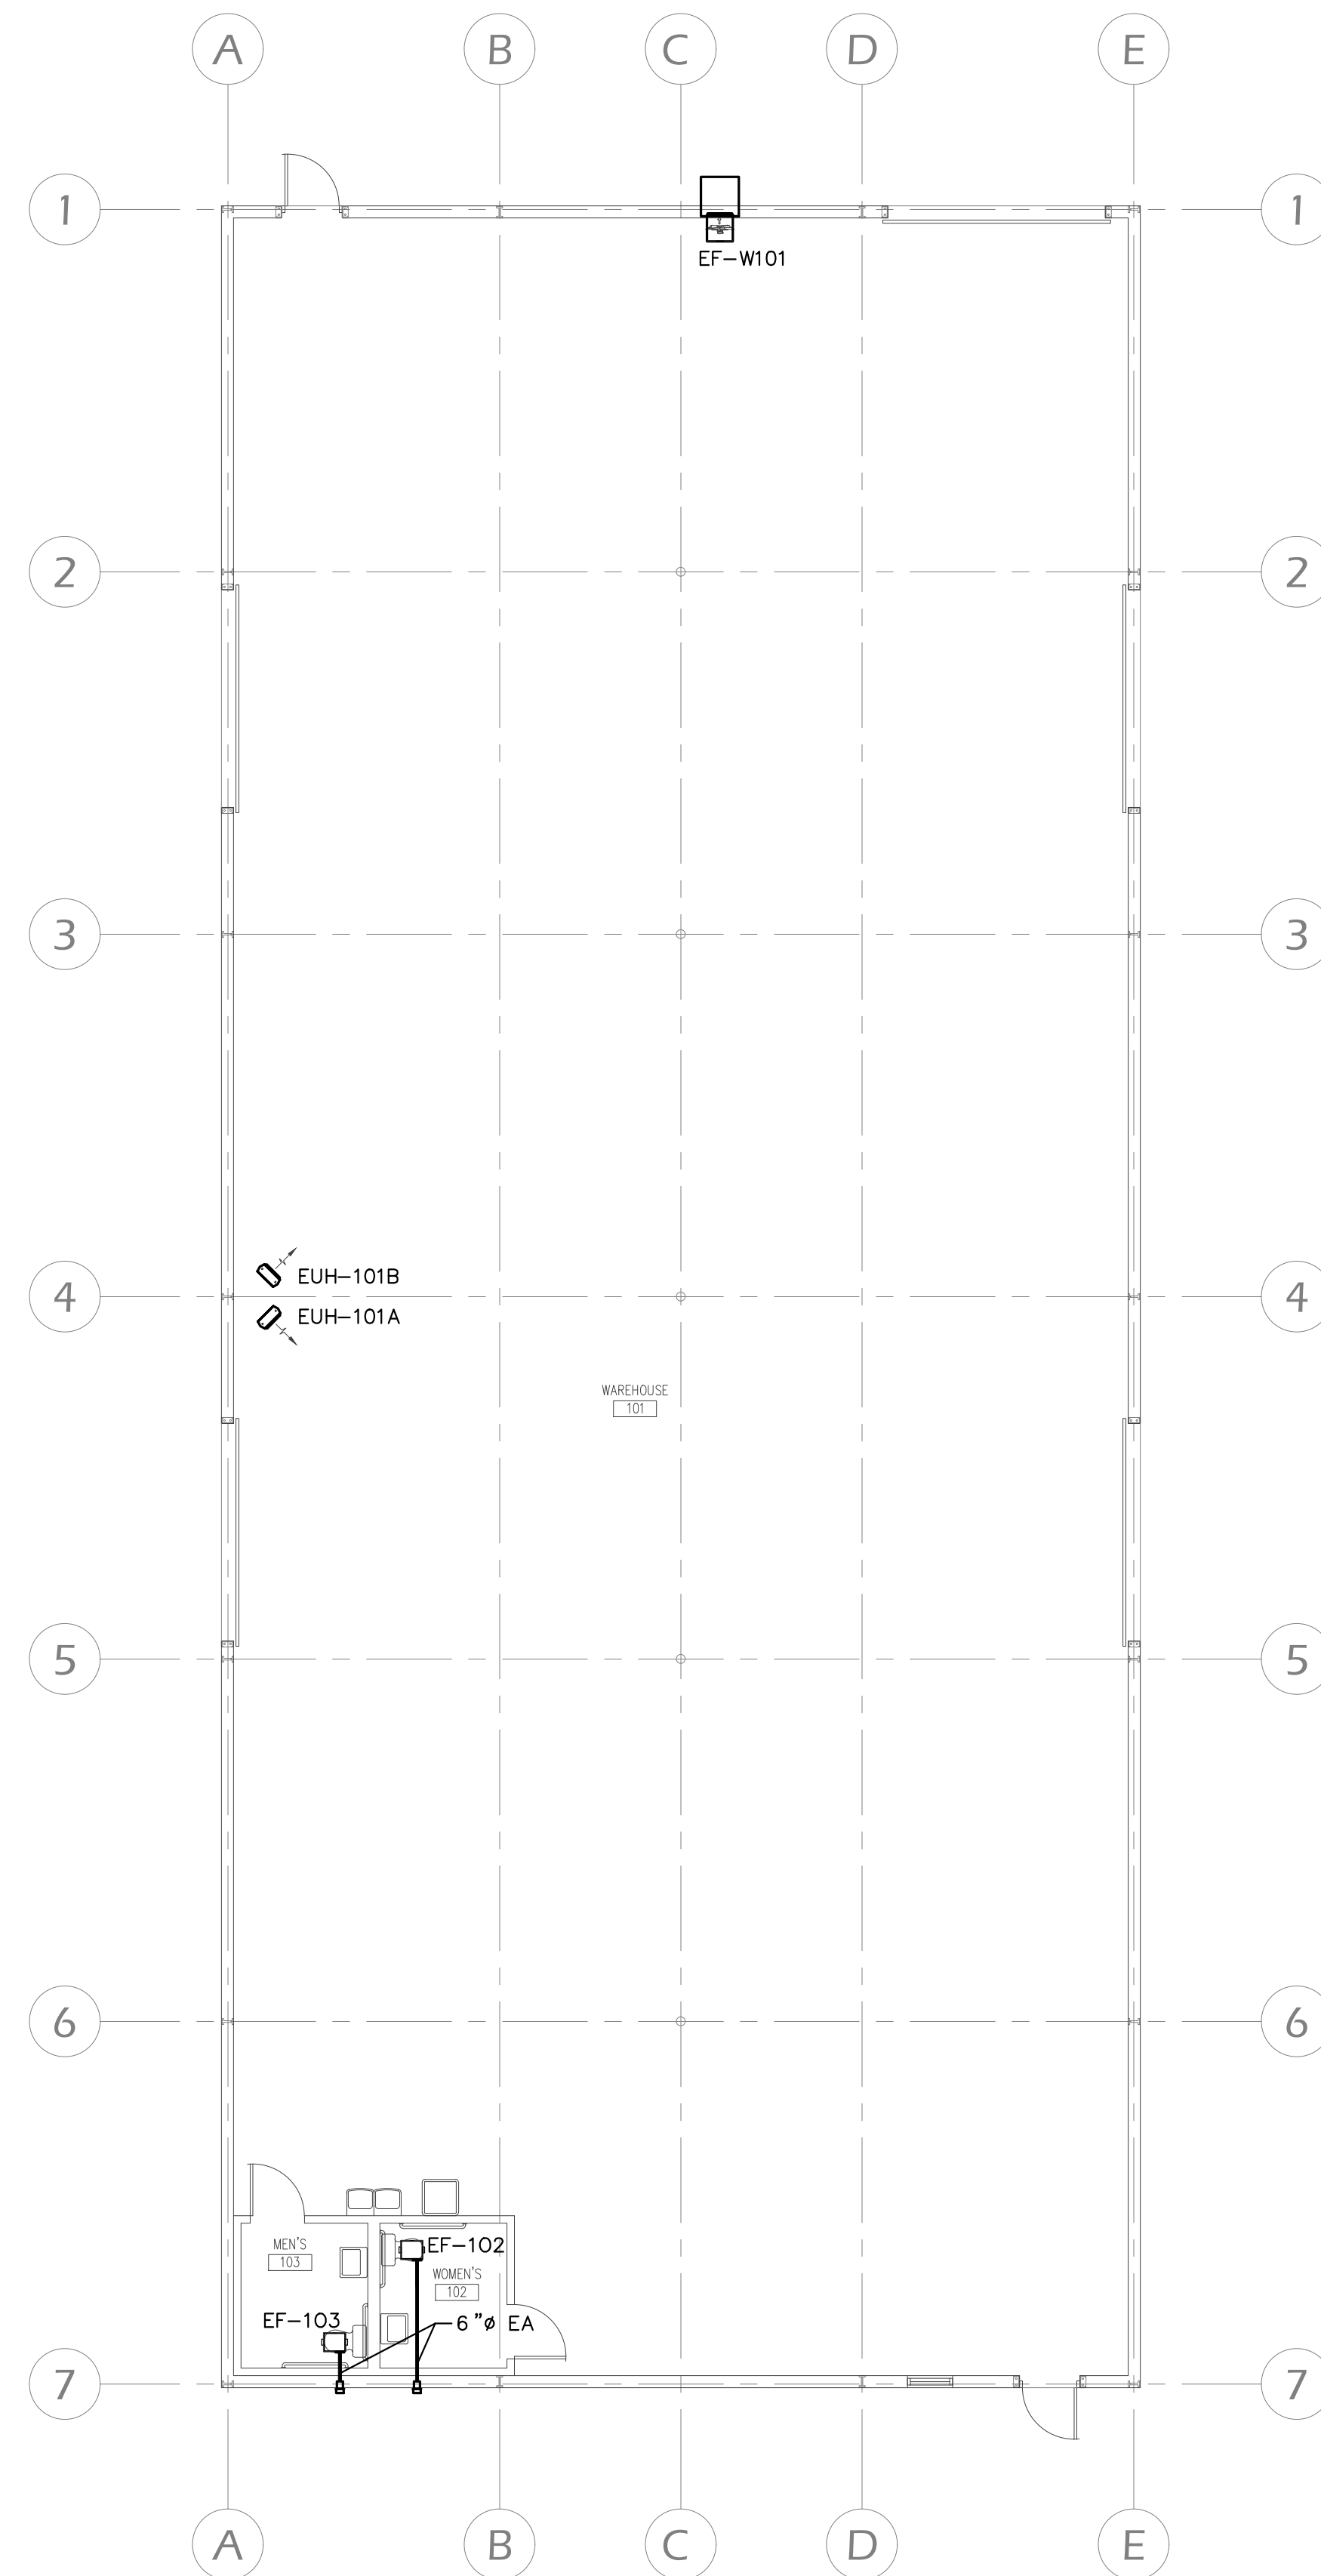 A B C D E
1 1
EF-W101
2 2
3 3
EUH-101B
4 4
EUH-101A
WAREHOUSE
101
5 5
6 6
MEN'S
103
EF-102
WOMEN'S
102
EF-103
6"ø EA
7 7
A B C D E